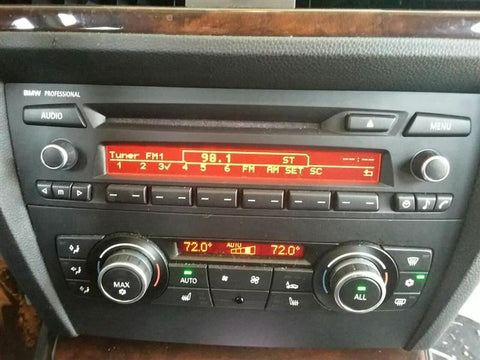 BMW PROFESSIONAL
AUDIO
MENU
Tuner FM1 98.1 ST -- : --
1 2 3✓ 4 5 6 FM AM SET SC
m
72.0° AUTO 72.0°
MAX
AUTO
ALL